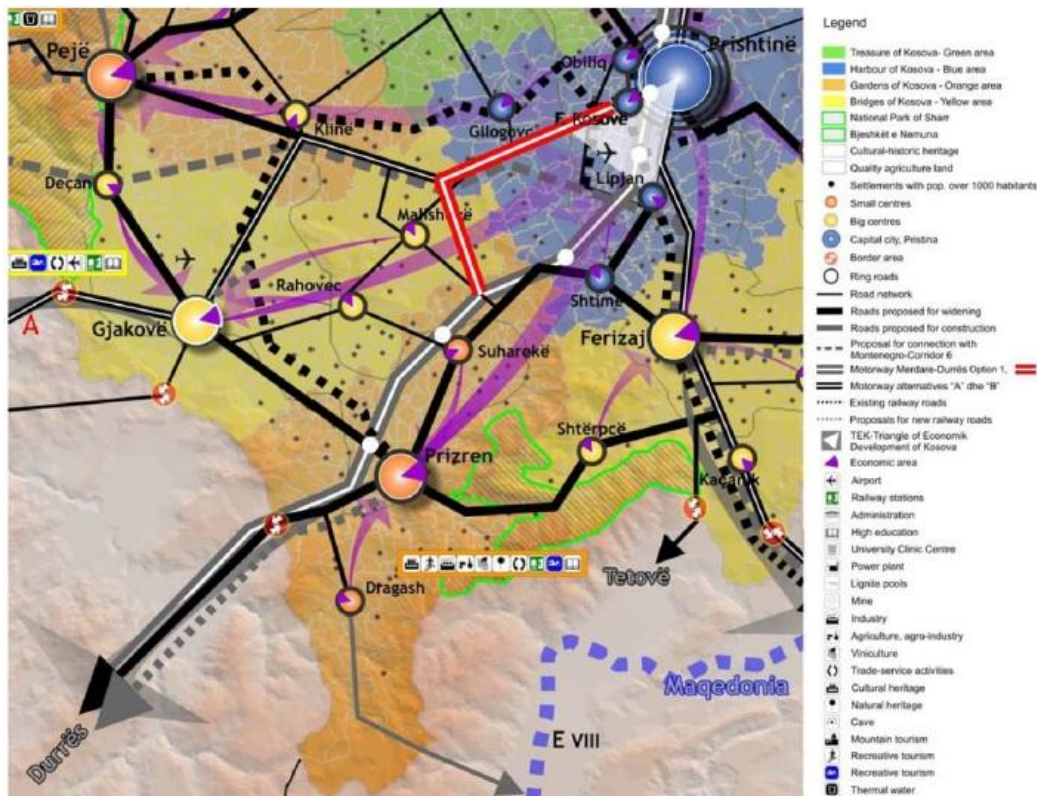 Pejë
Prishtinë
Obiliq
Gllogovc
F Kosovë
Klinë
Lipjan
Deçan
Malishevë
Rahovec
Shtime
A
Gjakovë
Suharekë
Ferizaj
Prizren
Shtërpcë
Kaçanik
Tetovë
Dragash
Maqedonia
E VIII
Durrës
Legend
Treasure of Kosova- Green area
Harbour of Kosova - Blue area
Gardens of Kosova - Orange area
Bridges of Kosova - Yellow area
National Park of Sharr
Bjeshkët e Nemuna
Cultural-historic heritage
Quality agriculture land
Settlements with pop. over 1000 habitants
Small centres
Big centres
Capital city, Pristina
Border area
Ring roads
Road network
Roads proposed for widening
Roads proposed for construction
Proposal for connection with
Montenegro-Corridor 6
Motorway Merdare-Durrës Option 1,
Motorway alternatives "A" dhe "B"
Existing railway roads
Proposals for new railway roads
TEK-Triangle of Economik
Development of Kosova
Economic area
Airport
Railway stations
Administration
High education
University Clinic Centre
Power plant
Lignite pools
Mine
Industry
Agriculture, agro-industry
Viniculture
Trade-service activities
Cultural heritage
Natural heritage
Cave
Mountain tourism
Recreative tourism
Recreative tourism
Thermal water